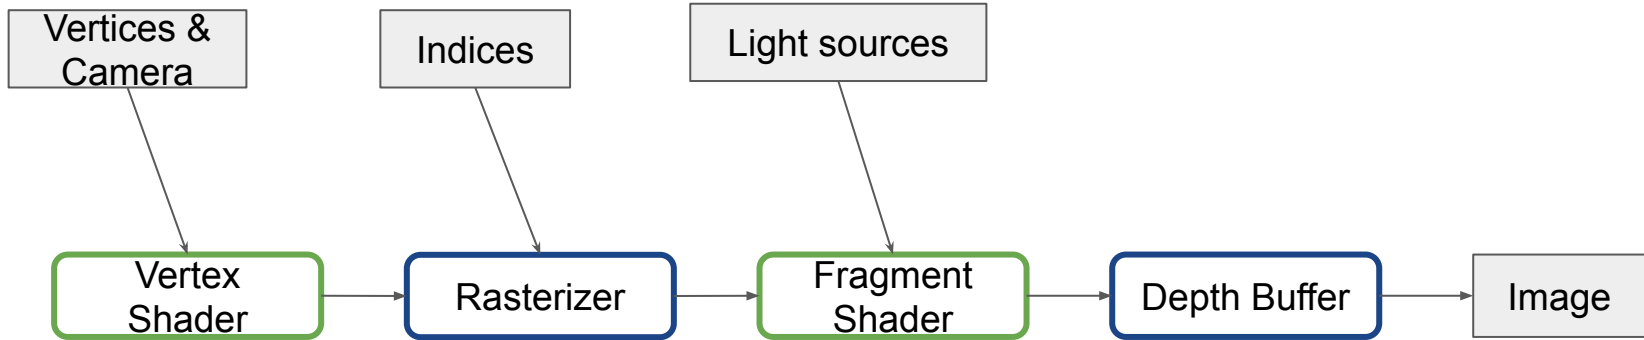 Vertices &
Camera
Indices
Light sources
Vertex
Shader
Rasterizer
Fragment
Shader
Depth Buffer
Image